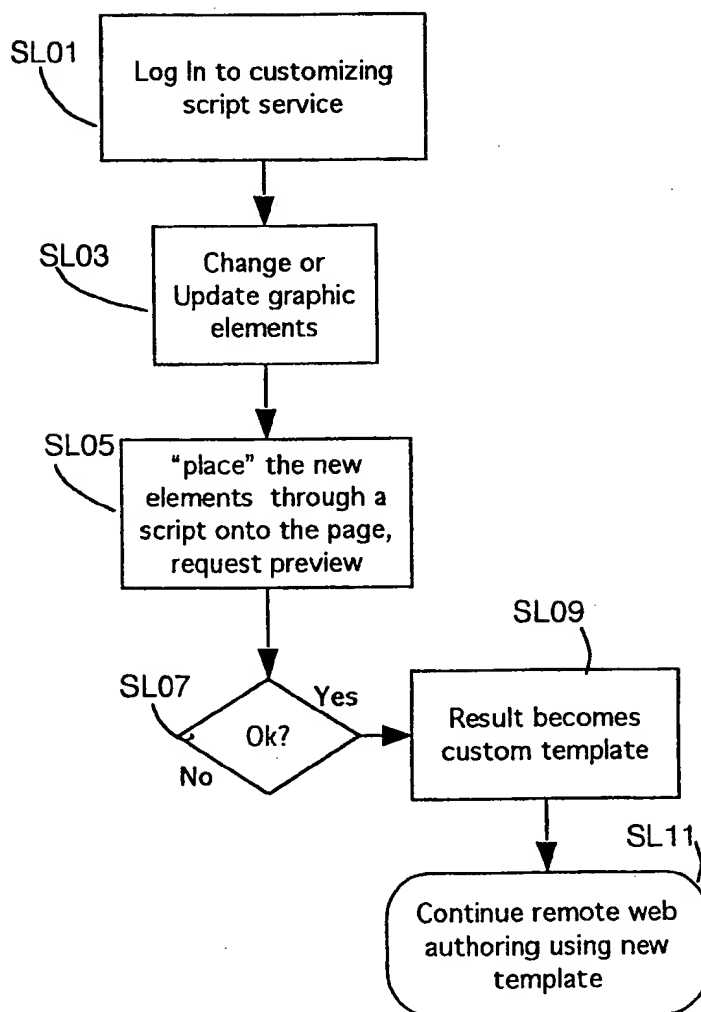 SL01
Log In to customizing
script service
SL03
Change or
Update graphic
elements
SL05
"place" the new
elements through a
script onto the page,
request preview
SL07
Ok?
Yes
No
SL09
Result becomes
custom template
SL11
Continue remote web
authoring using new
template